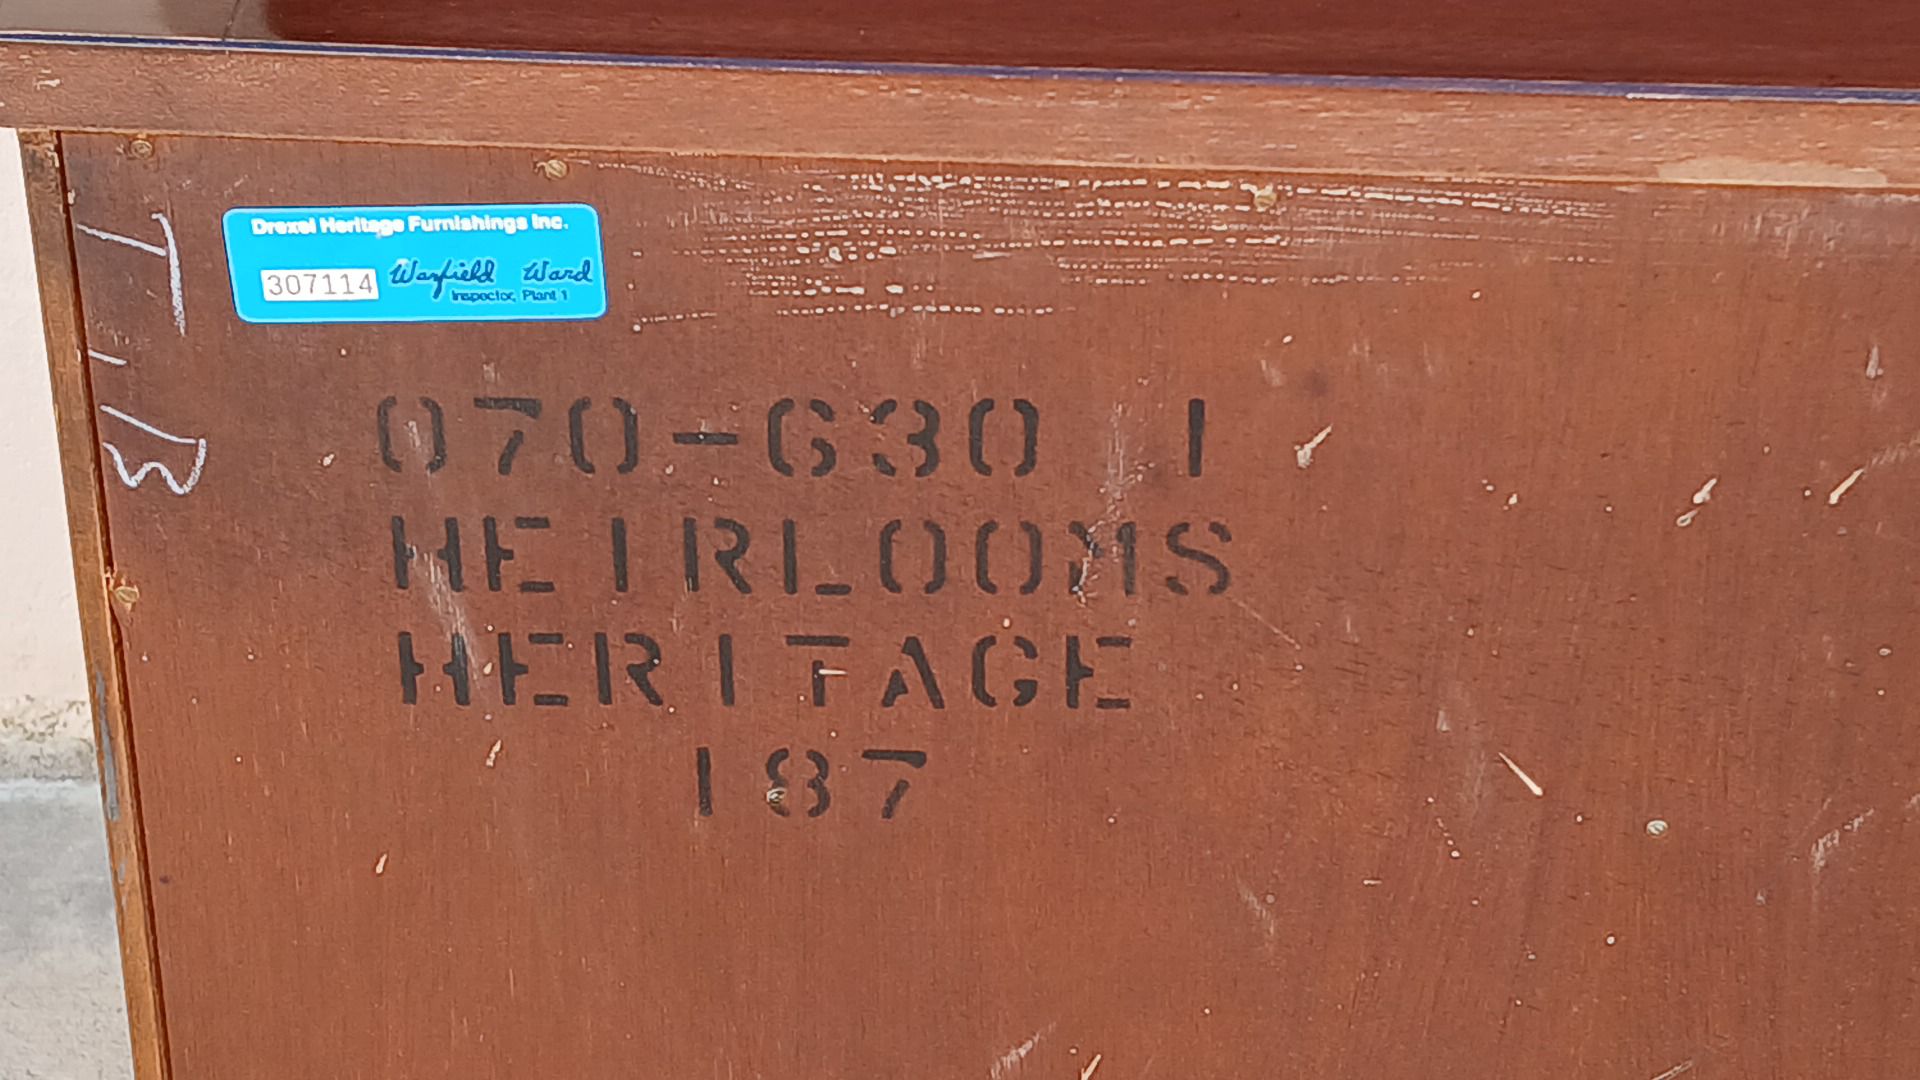 Drexel Heritage Furnishings Inc.
307114 Warfield Ward
Inspector, Plant 1
070-630 1
HEIRLOOMS
HERITAGE
187